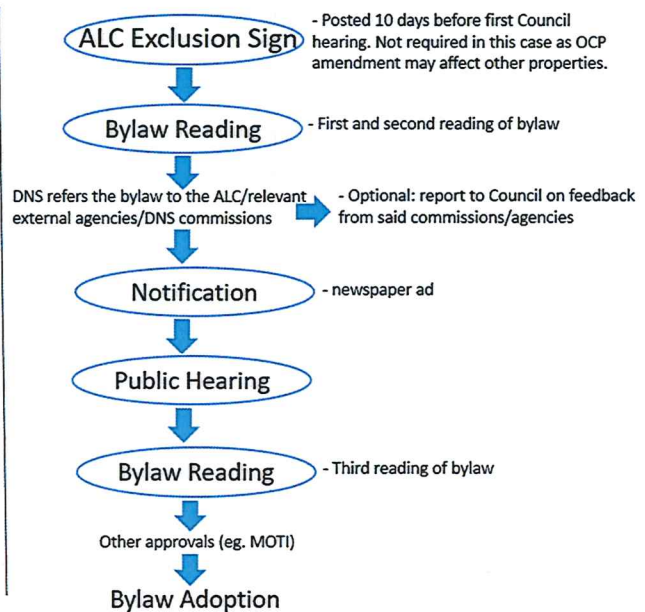 ALC Exclusion Sign
- Posted 10 days before first Council
hearing. Not required in this case as OCP
amendment may affect other properties.
Bylaw Reading
- First and second reading of bylaw
DNS refers the bylaw to the ALC/relevant
external agencies/DNS commissions
- Optional: report to Council on feedback
from said commissions/agencies
Notification
- newspaper ad
Public Hearing
Bylaw Reading
- Third reading of bylaw
Other approvals (eg. MOTI)
Bylaw Adoption